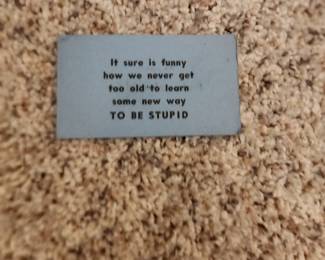 It sure is funny
how we never get
too old to learn
some new way
TO BE STUPID